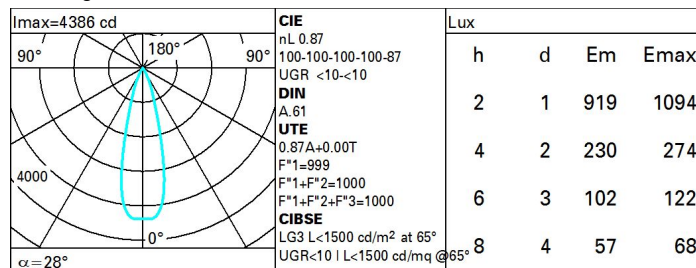 Imax=4386 cd
90°
180°
90°
4000
0°
α=28°
CIE
nL 0.87
100-100-100-100-87
UGR <10-<10
DIN
A.61
UTE
0.87A+0.00T
F"1=999
F"1+F"2=1000
F"1+F"2+F"3=1000
CIBSE
LG3 L<1500 cd/m² at 65°
UGR<10 | L<1500 cd/mq @65°
Lux
h d Em Emax
2 1 919 1094
4 2 230 274
6 3 102 122
8 4 57 68